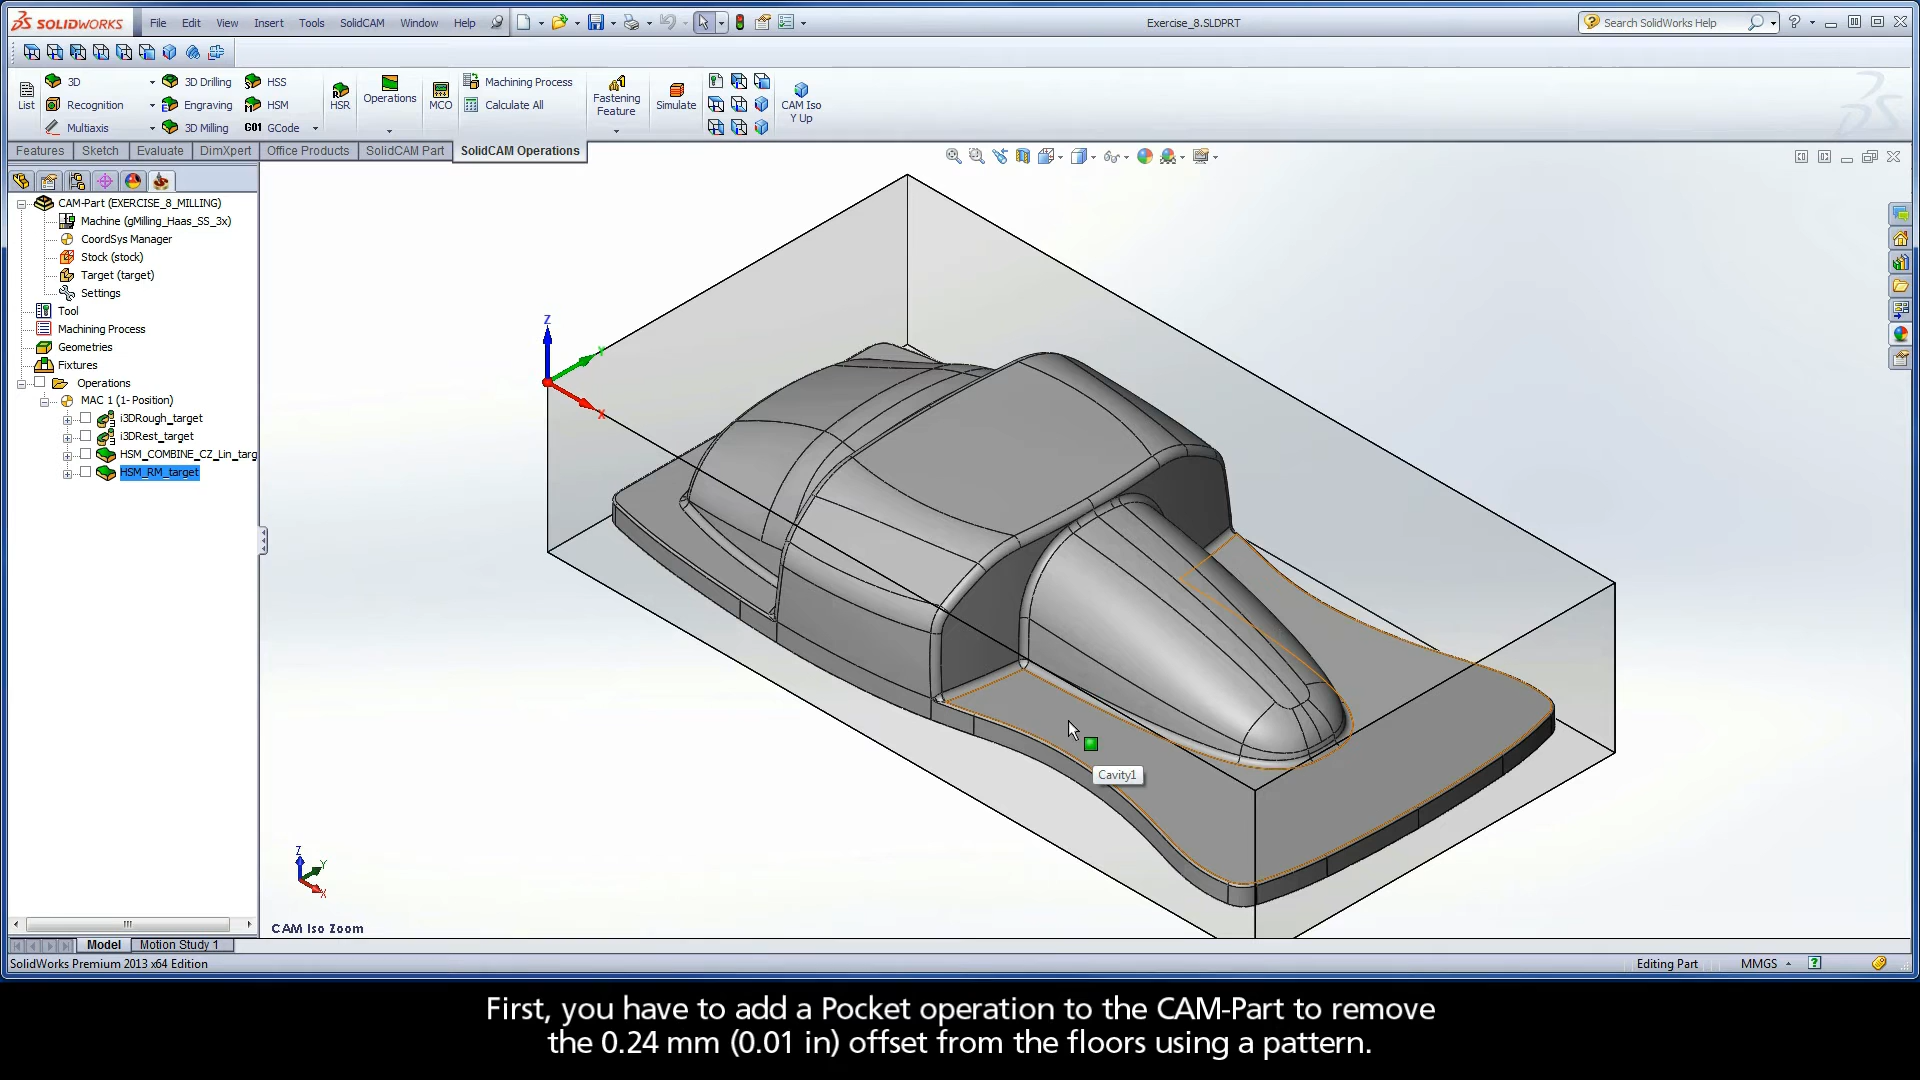 SOLIDWORKS File Edit View Insert Tools SolidCAM Window Help Exercise_8.SLDPRT Search SolidWorks Help
3D 3D Drilling HSS
Recognition Engraving HSM
Multiaxis 3D Milling G01 GCode
List HSR Operations MCO
Machining Process
Calculate All
Fastening
Feature
Simulate
CAM Iso
Y Up
Features Sketch Evaluate DimXpert Office Products SolidCAM Part SolidCAM Operations
CAM-Part (EXERCISE_8_MILLING)
Machine (gMilling_Haas_SS_3x)
CoordSys Manager
Stock (stock)
Target (target)
Settings
Tool
Machining Process
Geometries
Fixtures
Operations
MAC 1 (1- Position)
i3DRough_target
i3DRest_target
HSM_COMBINE_CZ_Lin_targ
HSM_RM_target
Z
Y
X
Cavity1
Z
Y
X
CAM Iso Zoom
Model Motion Study 1
SolidWorks Premium 2013 x64 Edition Editing Part MMGS
First, you have to add a Pocket operation to the CAM-Part to remove
the 0.24 mm (0.01 in) offset from the floors using a pattern.